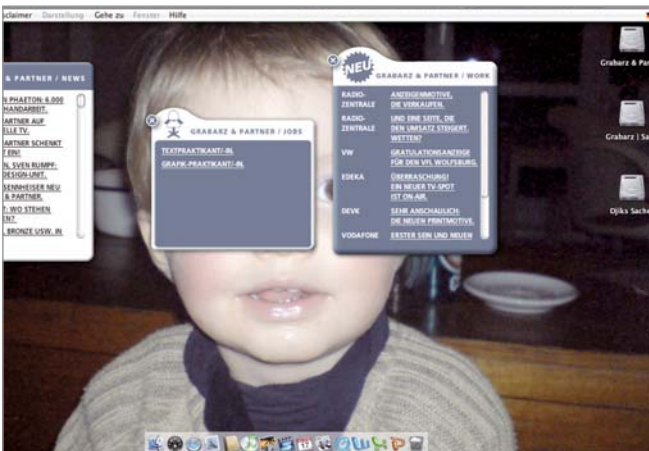 sclaimer Darstellung Gehe zu Fenster Hilfe
& PARTNER / NEWS
N PHAETON: 6.000
HANDARBEIT.
ARTNER AUF
ELLE TV.
ARTNER SCHENKT
EIN!
N, SVEN RUMPF:
DESIGN-UNIT.
SENNHEISER NEU
& PARTNER.
: WO STEHEN
EN?
, BRONZE USW. IN
GRABARZ & PARTNER / JOBS
TEXTPRAKTIKANT/-IN.
GRAFIK-PRAKTIKANT/-IN.
NEU
GRABARZ & PARTNER / WORK
RADIO- ANZEIGENMOTIVE,
ZENTRALE DIE VERKAUFEN.
RADIO- UND EINE SEITE, DIE
ZENTRALE DEN UMSATZ STEIGERT.
WETTEN?
VW GRATULATIONSANZEIGE
FÜR DEN VFL WOLFSBURG.
EDEKA ÜBERRASCHUNG!
EIN NEUER TV-SPOT
IST ON-AIR.
DEVK SEHR ANSCHAULICH:
DIE NEUEN PRINTMOTIVE.
VODAFONE ERSTER SEIN UND NEUEN
Grabarz & Par
Grabarz | Sa
Djiks Sache
17